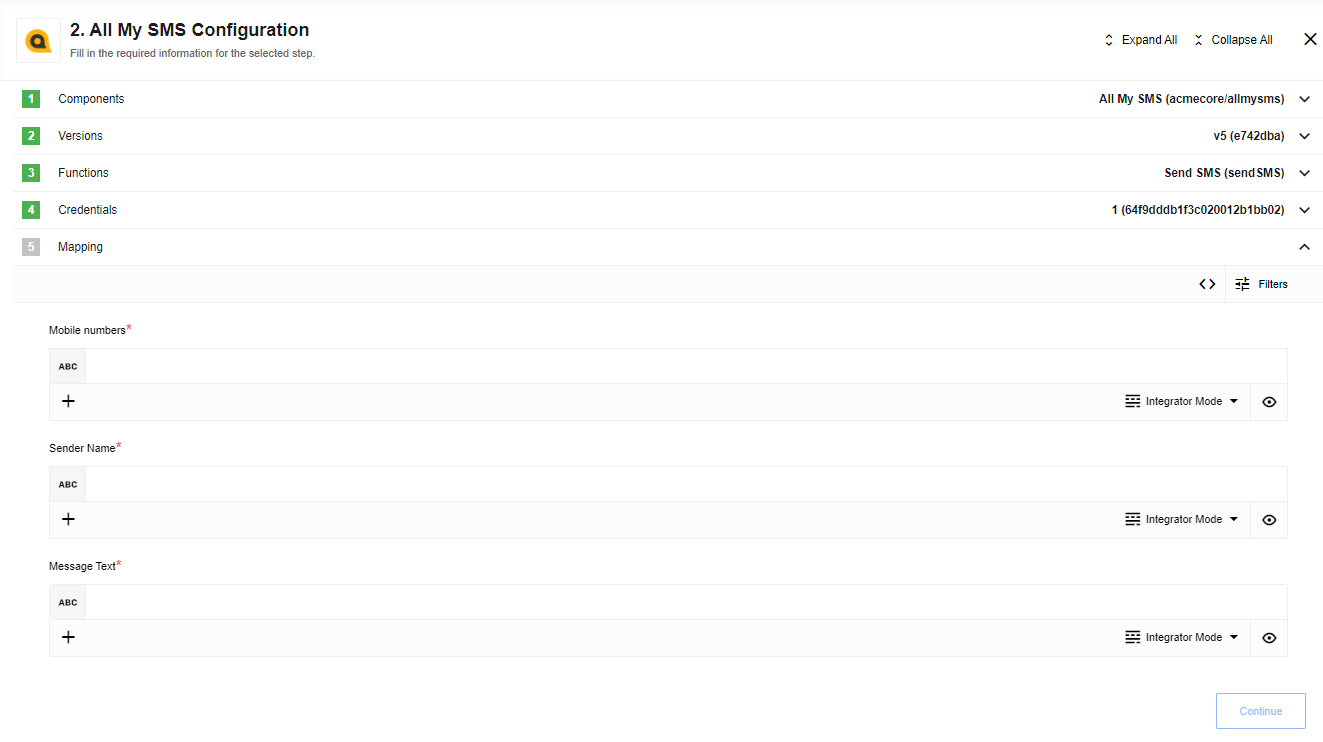 2. All My SMS Configuration
Fill in the required information for the selected step.
Expand All
Collapse All
1 Components All My SMS (acmecore/allmysms)
2 Versions v5 (e742dba)
3 Functions Send SMS (sendSMS)
4 Credentials 1 (64f9dddb1f3c020012b1bb02)
5 Mapping
Filters
Mobile numbers*
ABC
Integrator Mode
Sender Name*
ABC
Integrator Mode
Message Text*
ABC
Integrator Mode
Continue